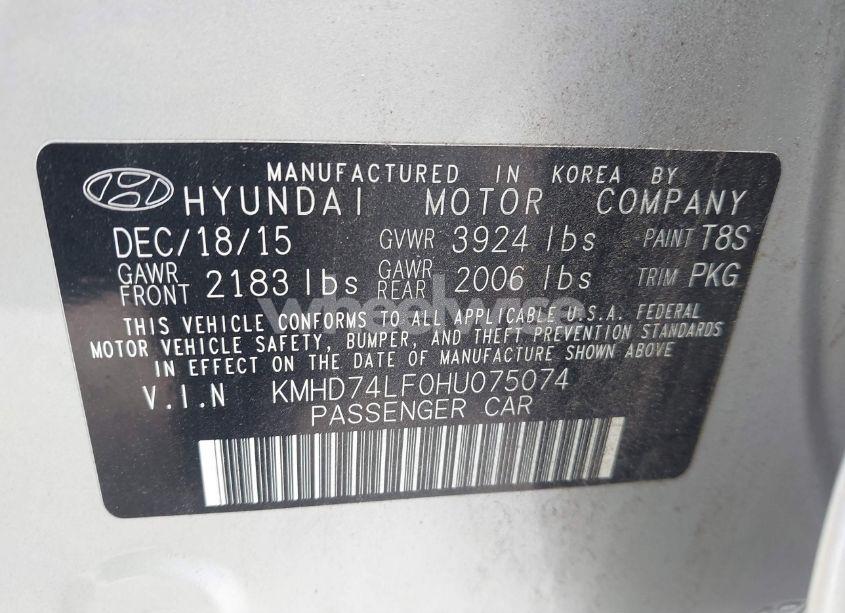 MANUFACTURED IN KOREA BY
HYUNDAI MOTOR COMPANY
DEC/18/15 GVWR 3924 lbs PAINT T8S
GAWR FRONT 2183 lbs GAWR REAR 2006 lbs TRIM PKG
wheelwise
THIS VEHICLE CONFORMS TO ALL APPLICABLE U.S.A. FEDERAL
MOTOR VEHICLE SAFETY, BUMPER, AND THEFT PREVENTION STANDARDS
IN EFFECT ON THE DATE OF MANUFACTURE SHOWN ABOVE
V.I.N KMHD74LF0HU075074
PASSENGER CAR